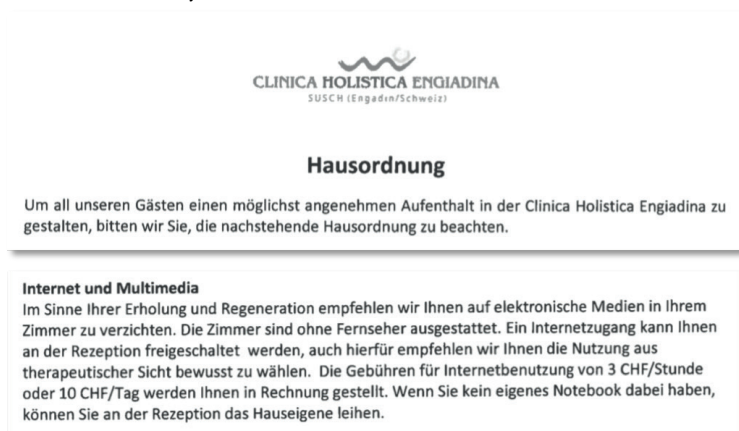 CLINICA HOLISTICA ENGIADINA
SUSCH (Engadin/Schweiz)
Hausordnung
Um all unseren Gästen einen möglichst angenehmen Aufenthalt in der Clinica Holistica Engiadina zu
gestalten, bitten wir Sie, die nachstehende Hausordnung zu beachten.
Internet und Multimedia
Im Sinne Ihrer Erholung und Regeneration empfehlen wir Ihnen auf elektronische Medien in Ihrem
Zimmer zu verzichten. Die Zimmer sind ohne Fernseher ausgestattet. Ein Internetzugang kann Ihnen
an der Rezeption freigeschaltet werden, auch hierfür empfehlen wir Ihnen die Nutzung aus
therapeutischer Sicht bewusst zu wählen. Die Gebühren für Internetbenutzung von 3 CHF/Stunde
oder 10 CHF/Tag werden Ihnen in Rechnung gestellt. Wenn Sie kein eigenes Notebook dabei haben,
können Sie an der Rezeption das Hauseigene leihen.